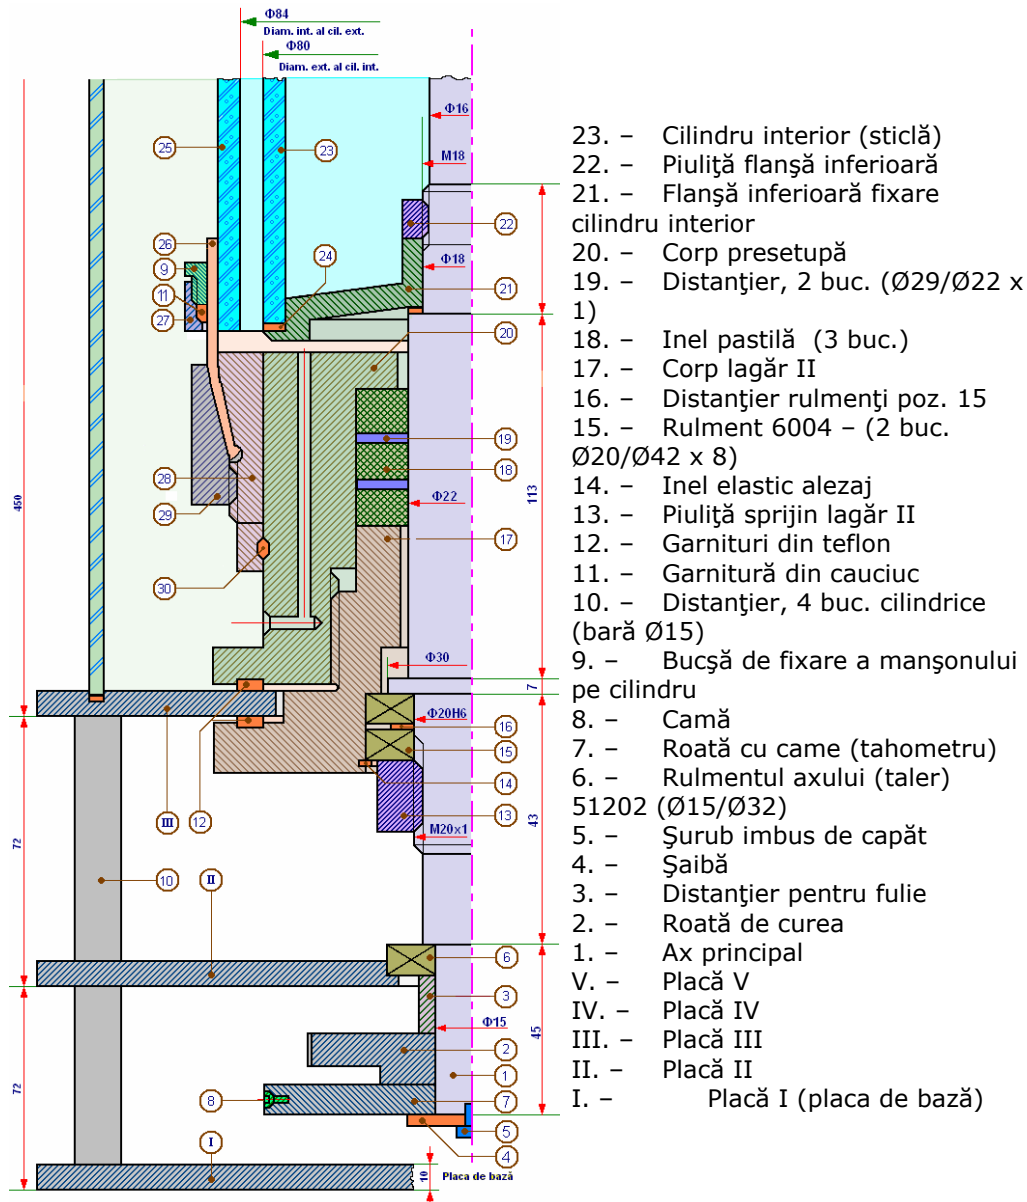 Φ84
Diam. int. al cil. ext.
Φ80
Diam. ext. al cil. int.
Φ16
25
23
M18
22
26
24
9
Φ18
11
21
27
20
19
18
28
450
Φ22
113
29
17
30
Φ30
7
Φ20H6
16
15
14
III
12
13
M20x1
43
72
10
II
6
3
Φ15
45
2
1
72
8
7
5
I
4
10
Placa de bază
23. – Cilindru interior (sticlă)
22. – Piuliţă flanşă inferioară
21. – Flanşă inferioară fixare
cilindru interior
20. – Corp presetupă
19. – Distanţier, 2 buc. (Ø29/Ø22 x
1)
18. – Inel pastilă (3 buc.)
17. – Corp lagăr II
16. – Distanţier rulmenţi poz. 15
15. – Rulment 6004 – (2 buc.
Ø20/Ø42 x 8)
14. – Inel elastic alezaj
13. – Piuliţă sprijin lagăr II
12. – Garnituri din teflon
11. – Garnitură din cauciuc
10. – Distanţier, 4 buc. cilindrice
(bară Ø15)
9. – Bucşă de fixare a manşonului
pe cilindru
8. – Camă
7. – Roată cu came (tahometru)
6. – Rulmentul axului (taler)
51202 (Ø15/Ø32)
5. – Şurub imbus de capăt
4. – Şaibă
3. – Distanţier pentru fulie
2. – Roată de curea
1. – Ax principal
V. – Placă V
IV. – Placă IV
III. – Placă III
II. – Placă II
I. – Placă I (placa de bază)